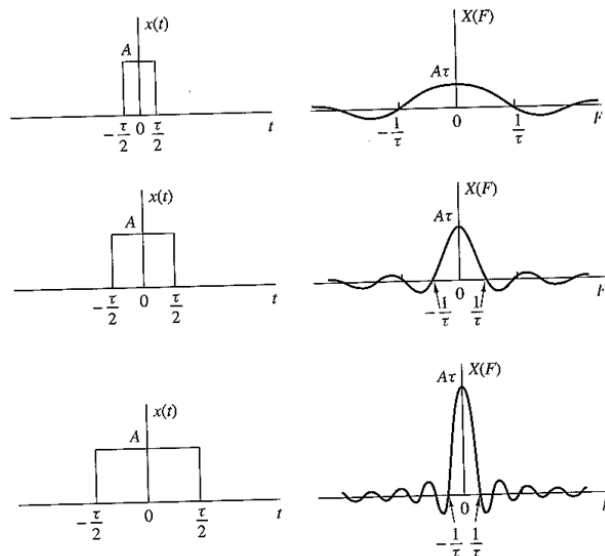 x(t)
A
-τ/2 0 τ/2 t
X(F)
Aτ
-1/τ 0 1/τ F
x(t)
A
-τ/2 0 τ/2 t
X(F)
Aτ
-1/τ 0 1/τ F
x(t)
A
-τ/2 0 τ/2 t
Aτ X(F)
0
-1/τ 1/τ